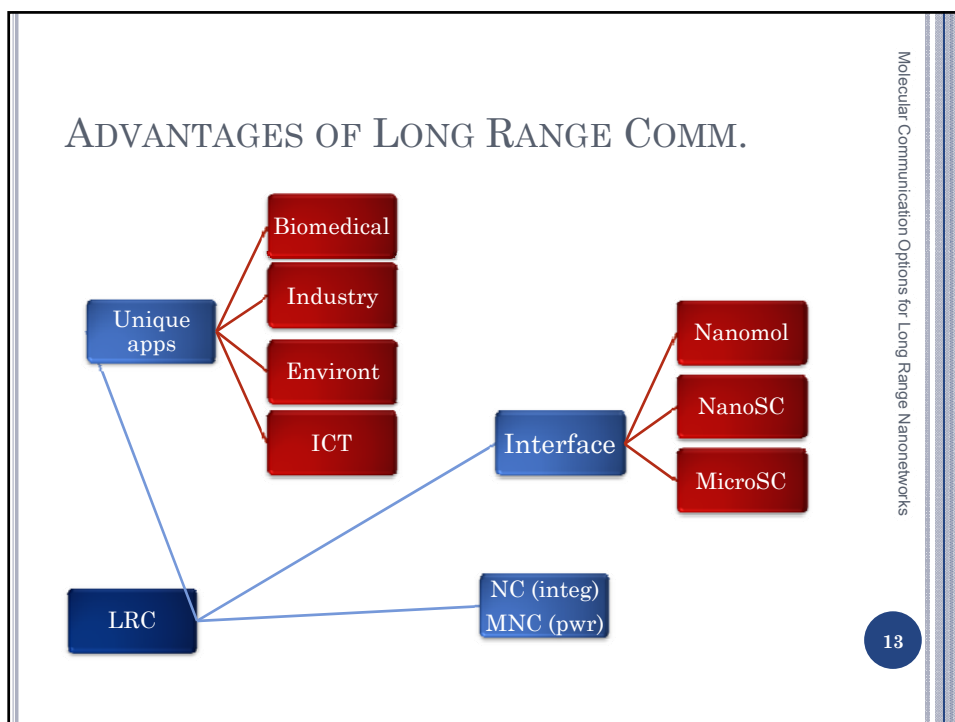 ADVANTAGES OF LONG RANGE COMM.
Biomedical
Industry
Unique
apps
Environt
ICT
Nanomol
Interface
NanoSC
MicroSC
LRC
NC (integ)
MNC (pwr)
Molecular Communication Options for Long Range Nanonetworks
13